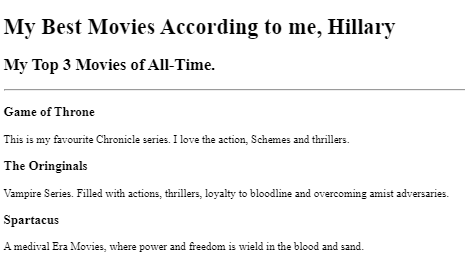 My Best Movies According to me, Hillary
My Top 3 Movies of All-Time.
Game of Throne
This is my favourite Chronicle series. I love the action, Schemes and thrillers.
The Oringinals
Vampire Series. Filled with actions, thrillers, loyalty to bloodline and overcoming amist adversaries.
Spartacus
A medival Era Movies, where power and freedom is wield in the blood and sand.